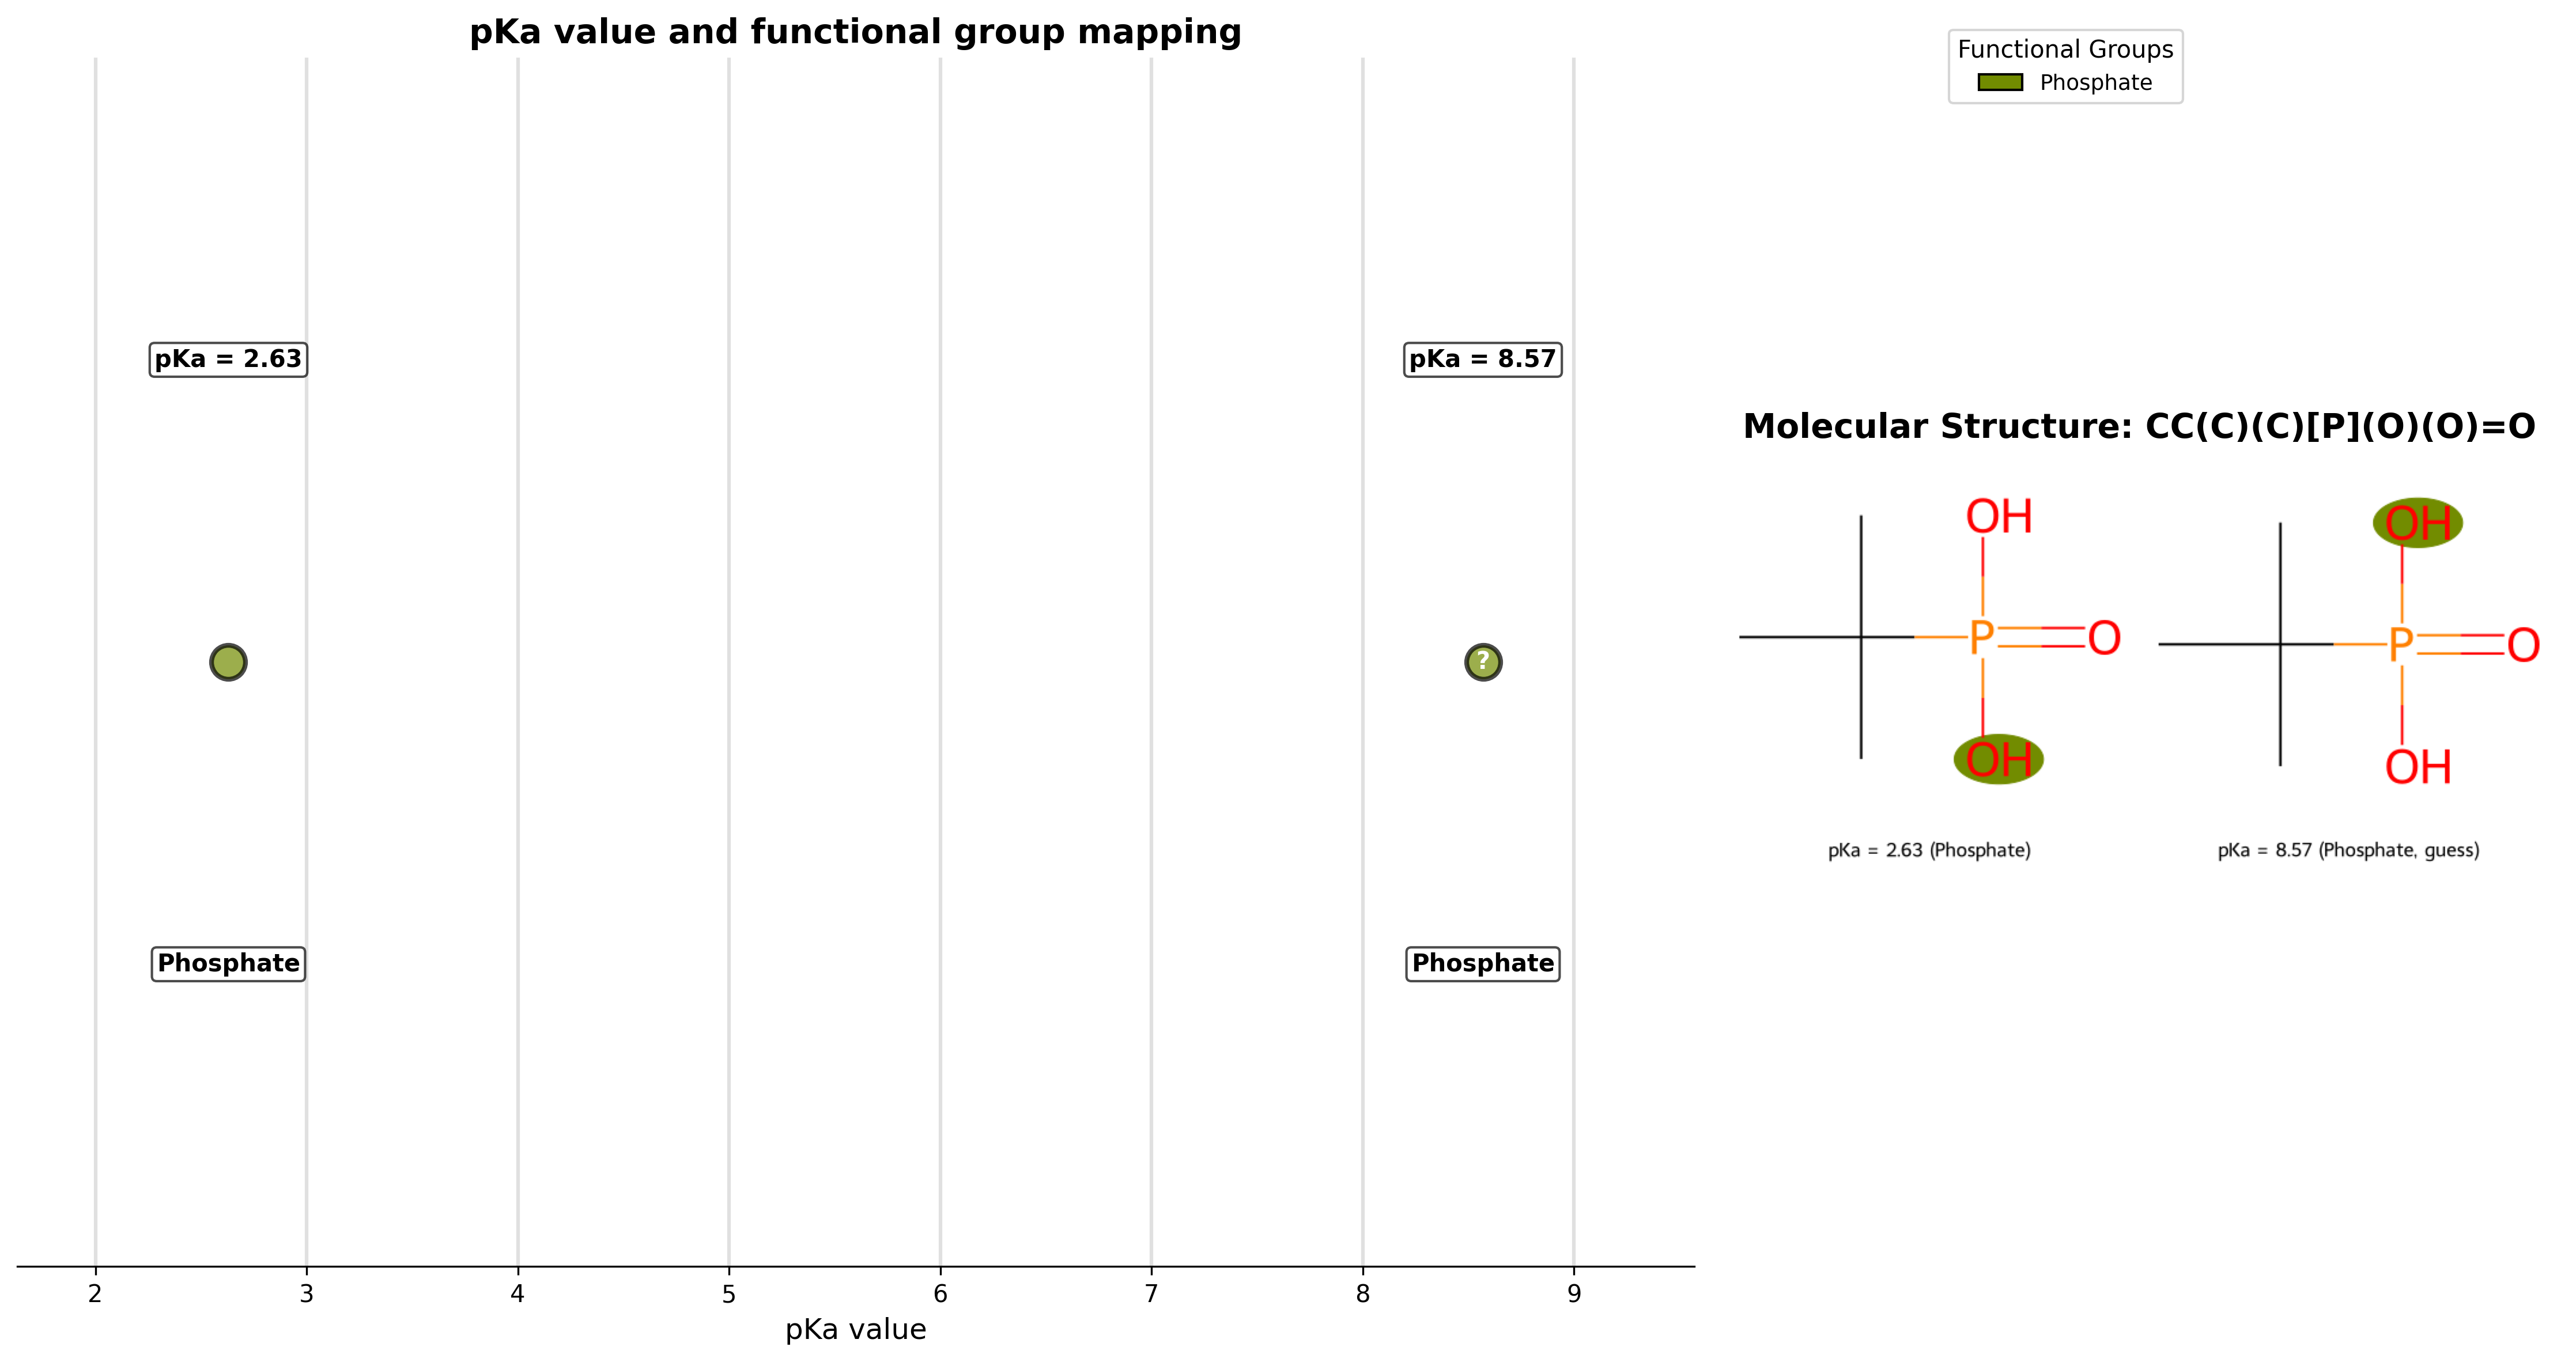 pKa value and functional group mapping
Functional Groups
Phosphate
pKa = 2.63
pKa = 8.57
?
Phosphate
Phosphate
2 3 4 5 6 7 8 9
pKa value
Molecular Structure: CC(C)(C)[P](O)(O)=O
OH
P
O
OH
OH
P
O
OH
pKa = 2.63 (Phosphate)
pKa = 8.57 (Phosphate, guess)